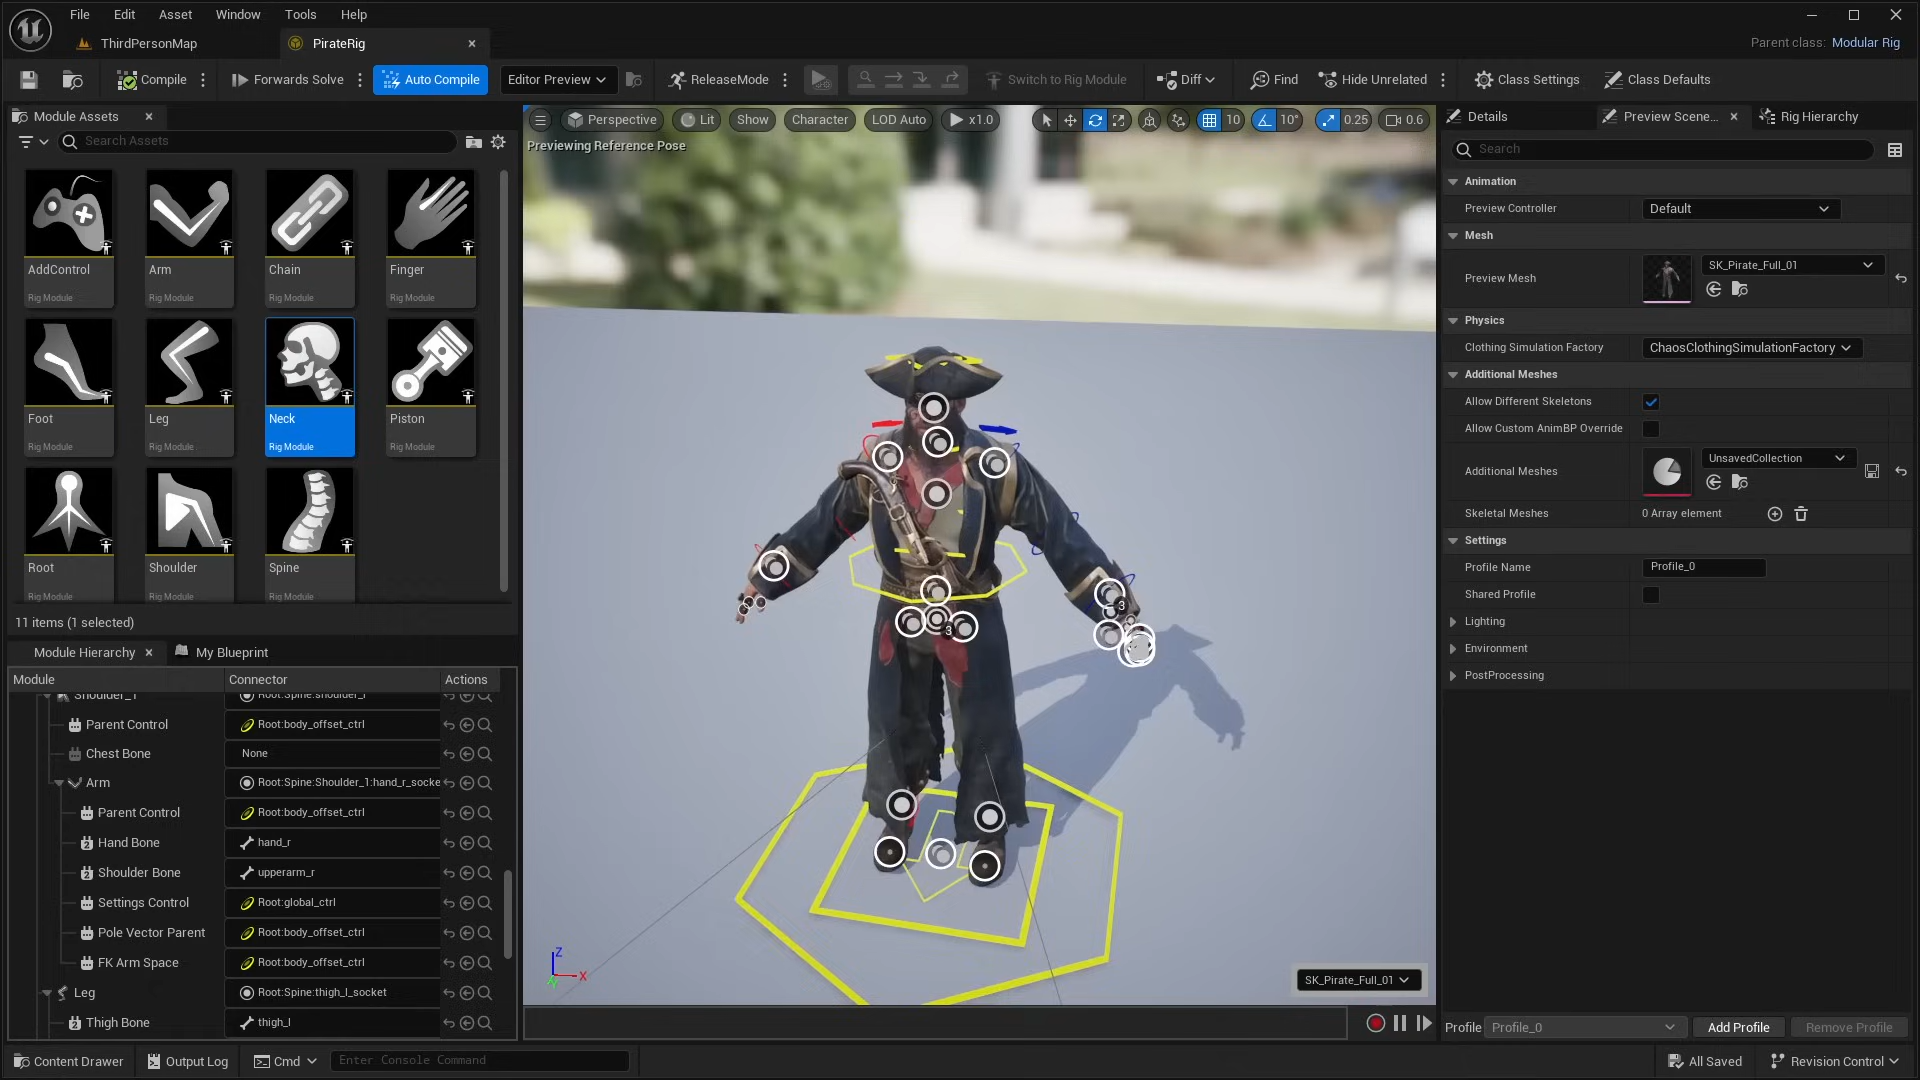 File Edit Asset Window Tools Help
ThirdPersonMap
PirateRig
Parent class: Modular Rig
Compile
Forwards Solve
Auto Compile
Editor Preview
ReleaseMode
Switch to Rig Module
Diff
Find
Hide Unrelated
Class Settings
Class Defaults
Module Assets
Search Assets
AddControl
Rig Module
Arm
Rig Module
Chain
Rig Module
Finger
Rig Module
Foot
Rig Module
Leg
Rig Module
Neck
Rig Module
Piston
Rig Module
Root
Shoulder
Spine
11 items (1 selected)
Module Hierarchy
My Blueprint
Module Connector Actions
Shoulder_1 Root:Spine:shoulder_r
Parent Control Root:body_offset_ctrl
Chest Bone None
Arm Root:Spine:Shoulder_1:hand_r_socke
Parent Control Root:body_offset_ctrl
Hand Bone hand_r
Shoulder Bone upperarm_r
Settings Control Root:global_ctrl
Pole Vector Parent Root:body_offset_ctrl
FK Arm Space Root:body_offset_ctrl
Leg Root:Spine:thigh_l_socket
Thigh Bone thigh_l
Perspective
Lit
Show
Character
LOD Auto
x1.0
10
10°
0.25
0.6
Previewing Reference Pose
3
3
Z
X
Y
SK_Pirate_Full_01
Details
Preview Scene...
Rig Hierarchy
Search
Animation
Preview Controller Default
Mesh
Preview Mesh SK_Pirate_Full_01
Physics
Clothing Simulation Factory ChaosClothingSimulationFactory
Additional Meshes
Allow Different Skeletons
Allow Custom AnimBP Override
Additional Meshes UnsavedCollection
Skeletal Meshes 0 Array element
Settings
Profile Name Profile_0
Shared Profile
Lighting
Environment
PostProcessing
Profile Profile_0 Add Profile Remove Profile
Content Drawer
Output Log
Cmd
Enter Console Command
All Saved
Revision Control